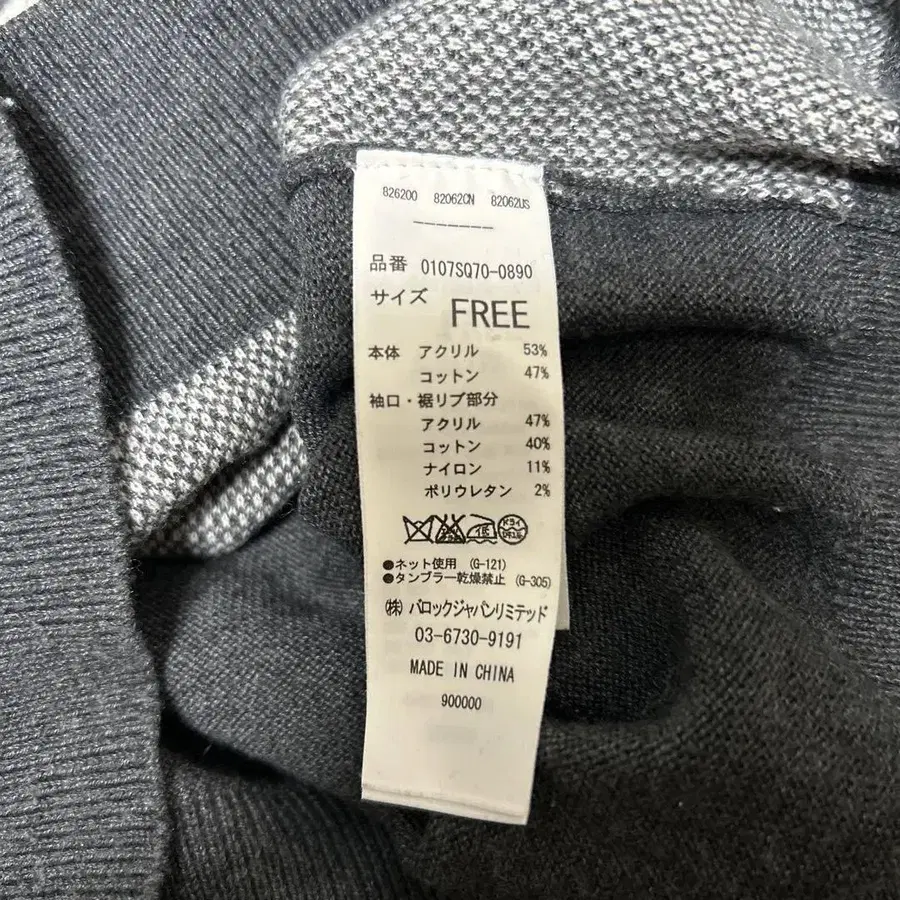 826200 82062CN 82062US
-------
品番 0107SQ70-0890
サイズ FREE
本体 アクリル 53%
コットン 47%
袖口・裾リブ部分
アクリル 47%
コットン 40%
ナイロン 11%
ポリウレタン 2%
低 ドライ
●ネット使用 (G-121)
●タンブラー乾燥禁止 (G-305)
㈱ バロックジャパンリミテッド
03-6730-9191
MADE IN CHINA
900000